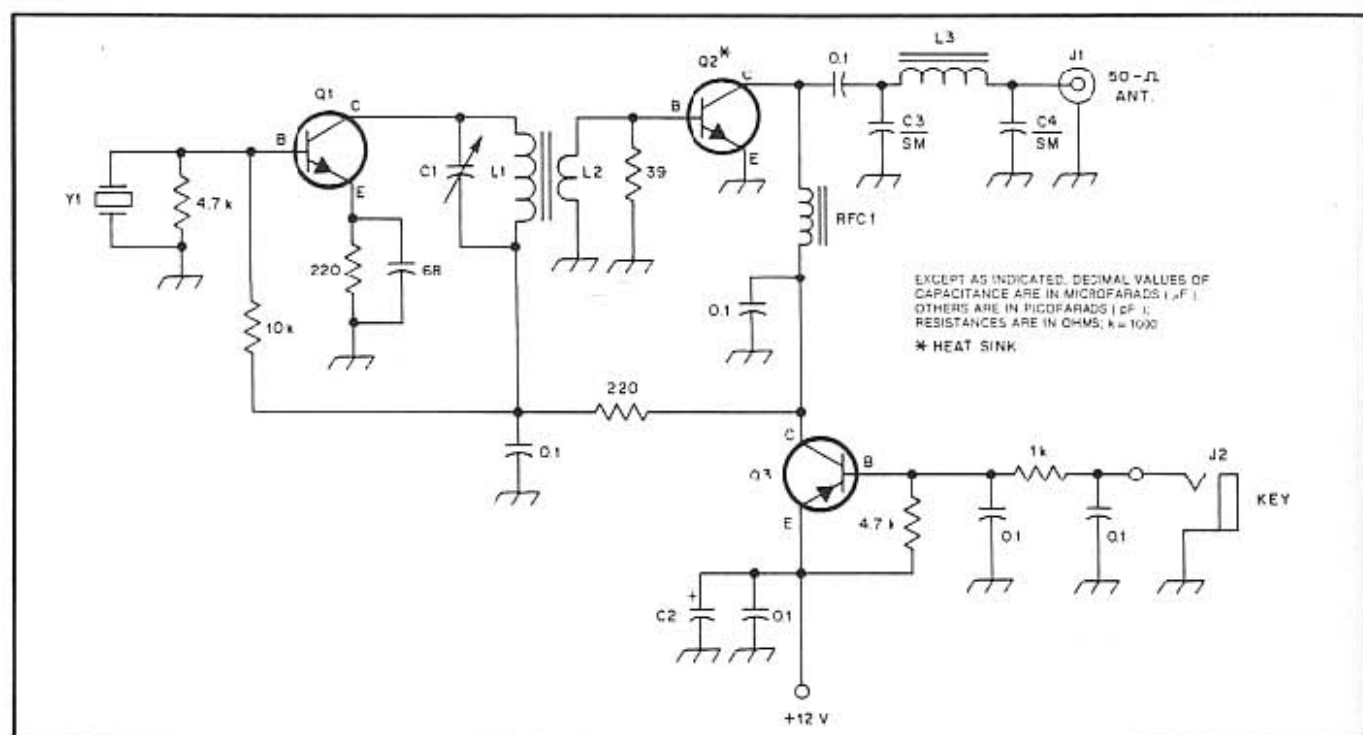 L3
J1
Q2*
0.1
50-Ω
ANT.
C
Q1
C
B
B
C3
SM
C4
SM
E
C1
L1
L2
39
Y1
4.7 k
E
RFC1
220
68
EXCEPT AS INDICATED, DECIMAL VALUES OF
CAPACITANCE ARE IN MICROFARADS ( µF );
OTHERS ARE IN PICOFARADS ( pF );
RESISTANCES ARE IN OHMS; k = 1000
* HEAT SINK
0.1
10 k
220
C
0.1
Q3
B
1 k
J2
KEY
E
4.7 k
0.1
0.1
+
C2
0.1
+12 V